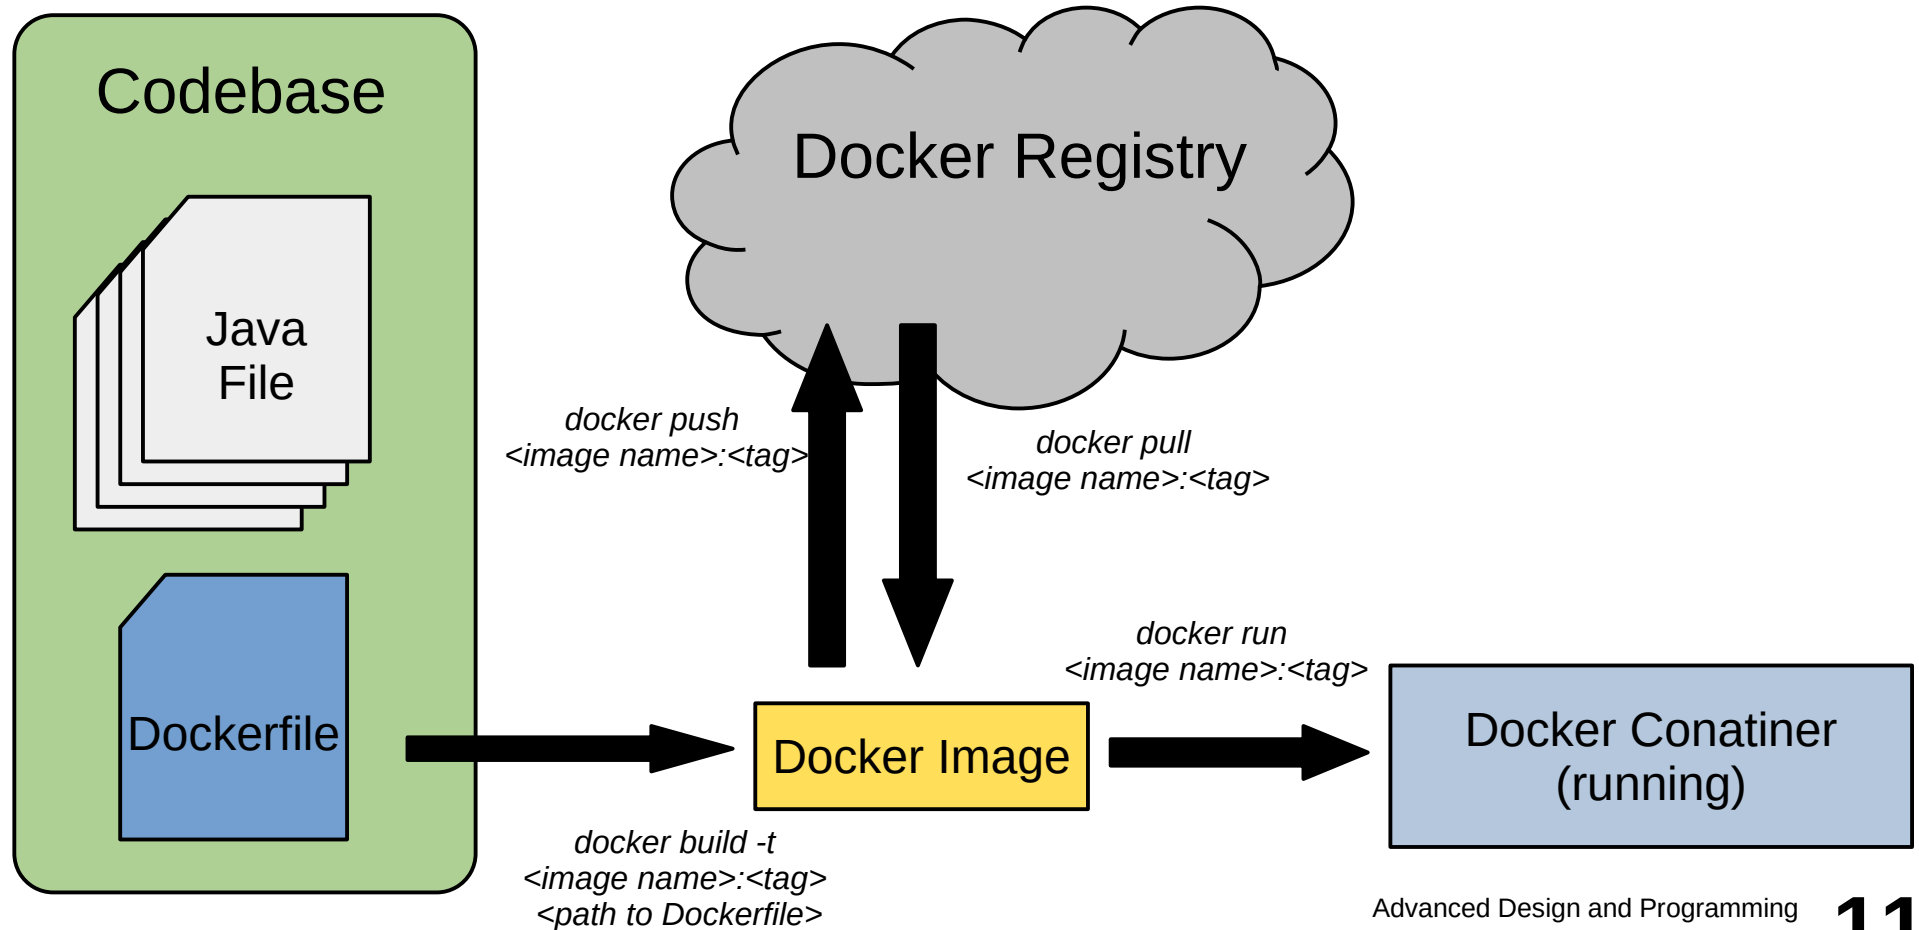 Codebase
Java
File
Dockerfile
Docker Registry
docker push
<image name>:<tag>
docker pull
<image name>:<tag>
docker build -t
<image name>:<tag>
<path to Dockerfile>
Docker Image
docker run
<image name>:<tag>
Docker Conatiner
(running)
Advanced Design and Programming
11